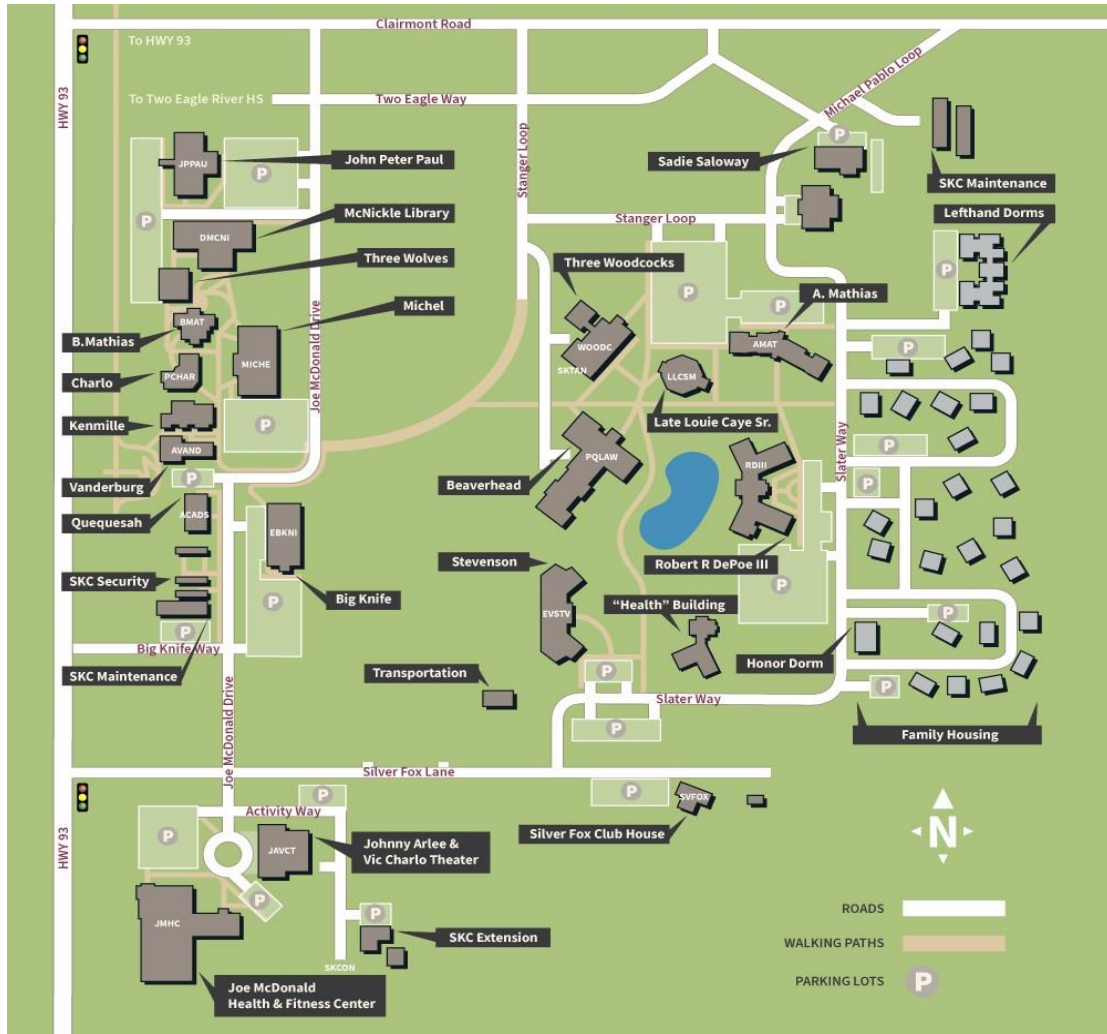 Clairmont Road
To HWY 93
HWY 93
To Two Eagle River HS
Two Eagle Way
Michael Pablo Loop
Stanger Loop
P
JPPAU
John Peter Paul
P
P
Sadie Saloway
SKC Maintenance
McNickle Library
DMCNI
Stanger Loop
Lefthand Dorms
Three Wolves
Three Woodcocks
P
P
P
A. Mathias
Michel
BMAT
B.Mathias
Joe McDonald Drive
MICHE
WOODC
SKTAN
AMAT
P
Charlo
PCHAR
LLCSM
Kenmille
P
Late Louie Caye Sr.
Slater Way
P
AVAND
Vanderburg
P
Beaverhead
PQLAW
RDIII
P
Quequesah
ACADS
EBKNI
Stevenson
Robert R DePoe III
SKC Security
P
Big Knife
P
"Health" Building
EVSTV
P
Honor Dorm
P
Big Knife Way
SKC Maintenance
Transportation
P
Slater Way
P
Joe McDonald Drive
P
Family Housing
Silver Fox Lane
P
P
SVFOX
Activity Way
HWY 93
P
JAVCT
Johnny Arlee &
Vic Charlo Theater
Silver Fox Club House
N
P
P
JMHC
SKC Extension
SKCON
Joe McDonald
Health & Fitness Center
ROADS
WALKING PATHS
PARKING LOTS
P